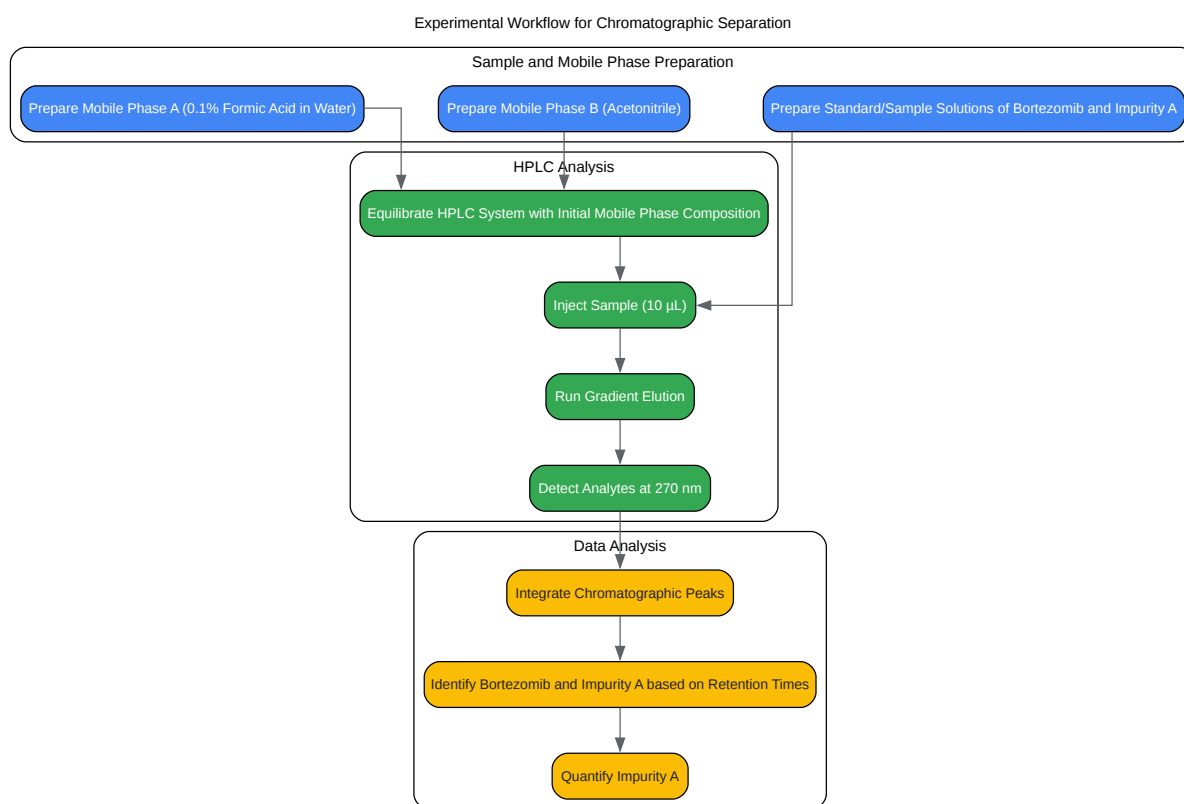 Experimental Workflow for Chromatographic Separation
Sample and Mobile Phase Preparation
Prepare Mobile Phase A (0.1% Formic Acid in Water)
Prepare Mobile Phase B (Acetonitrile)
Prepare Standard/Sample Solutions of Bortezomib and Impurity A
HPLC Analysis
Equilibrate HPLC System with Initial Mobile Phase Composition
Inject Sample (10 µL)
Run Gradient Elution
Detect Analytes at 270 nm
Data Analysis
Integrate Chromatographic Peaks
Identify Bortezomib and Impurity A based on Retention Times
Quantify Impurity A